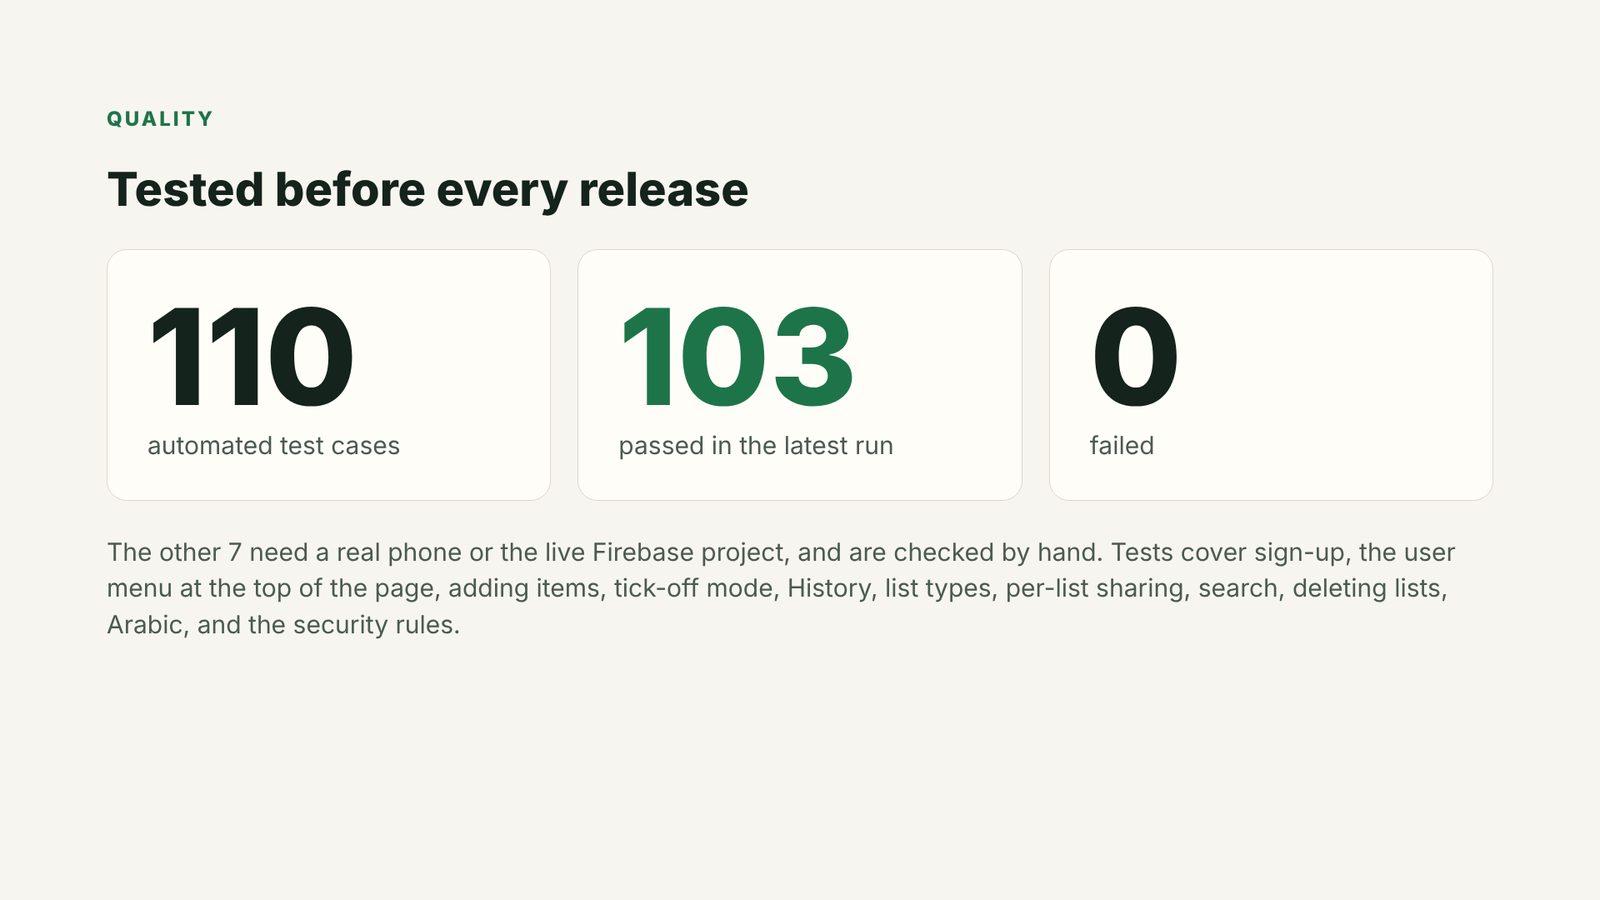 QUALITY
Tested before every release
110
automated test cases
103
passed in the latest run
0
failed
The other 7 need a real phone or the live Firebase project, and are checked by hand. Tests cover sign-up, the user
menu at the top of the page, adding items, tick-off mode, History, list types, per-list sharing, search, deleting lists,
Arabic, and the security rules.